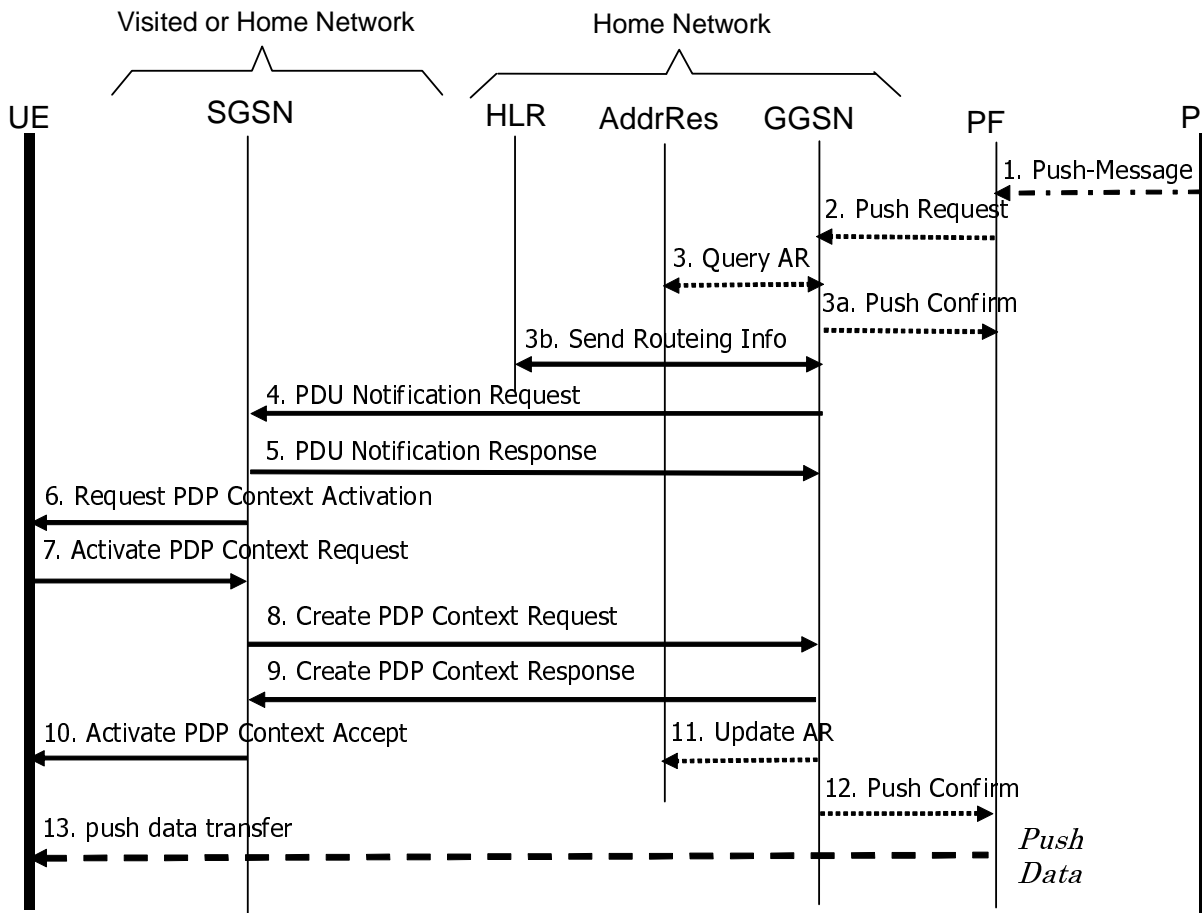 Visited or Home Network
Home Network
UE
SGSN
HLR
AddrRes
GGSN
PF
P
1. Push-Message
2. Push Request
3. Query AR
3a. Push Confirm
3b. Send Routeing Info
4. PDU Notification Request
5. PDU Notification Response
6. Request PDP Context Activation
7. Activate PDP Context Request
8. Create PDP Context Request
9. Create PDP Context Response
10. Activate PDP Context Accept
11. Update AR
12. Push Confirm
13. push data transfer
Push
Data